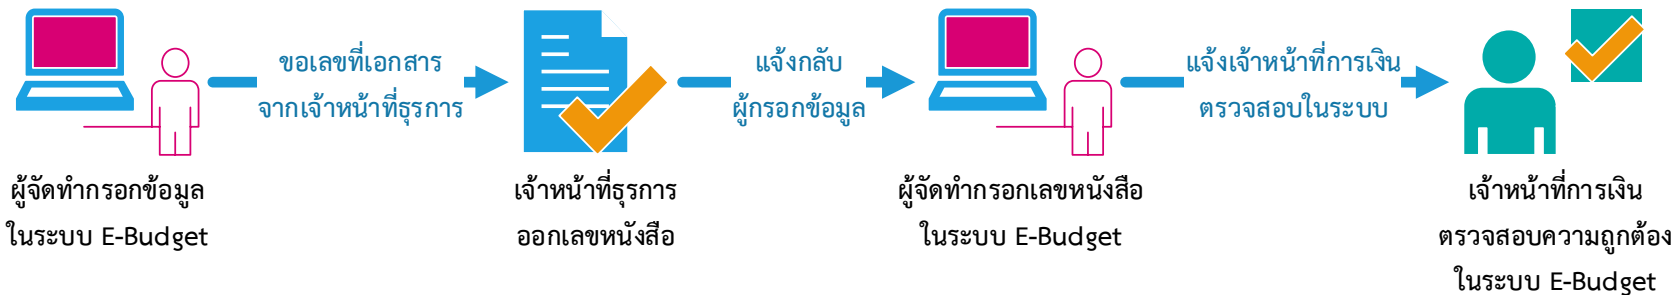 ขอเลขที่เอกสาร
จากเจ้าหน้าที่ธุรการ
แจ้งกลับ
ผู้กรอกข้อมูล
แจ้งเจ้าหน้าที่การเงิน
ตรวจสอบในระบบ
ผู้จัดทำกรอกข้อมูล
ในระบบ E-Budget
เจ้าหน้าที่ธุรการ
ออกเลขหนังสือ
ผู้จัดทำกรอกเลขหนังสือ
ในระบบ E-Budget
เจ้าหน้าที่การเงิน
ตรวจสอบความถูกต้อง
ในระบบ E-Budget